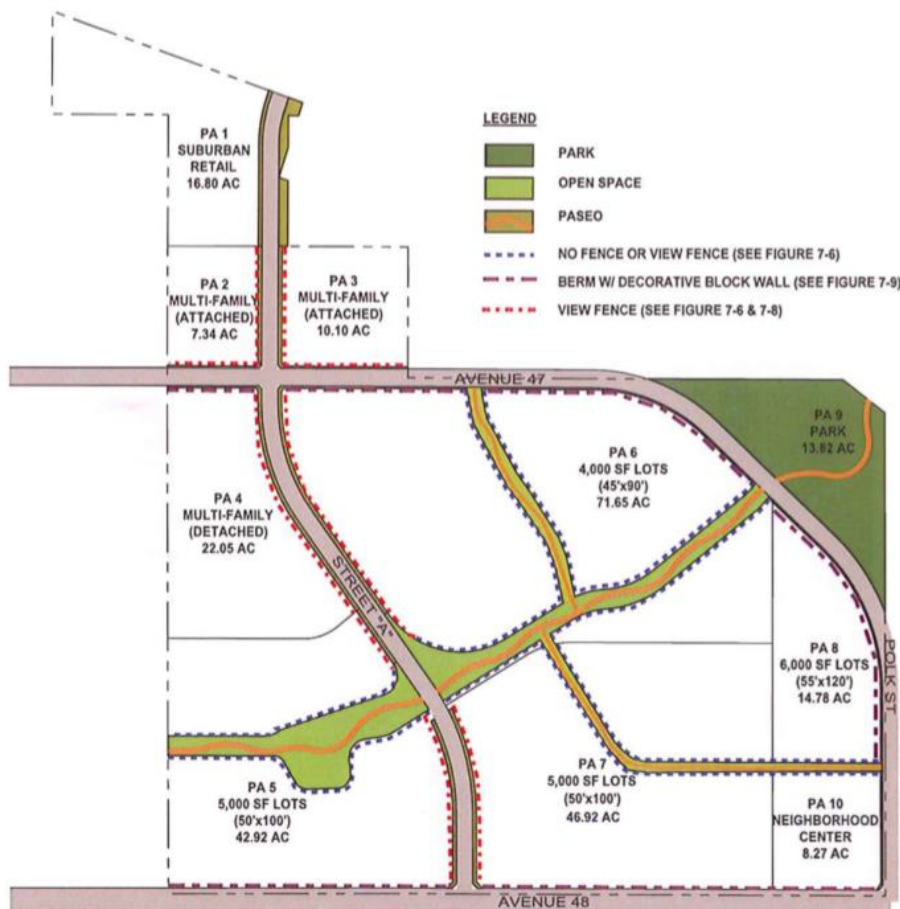 PA 1
SUBURBAN
RETAIL
16.80 AC
LEGEND
PARK
OPEN SPACE
PASEO
NO FENCE OR VIEW FENCE (SEE FIGURE 7-6)
BERM W/ DECORATIVE BLOCK WALL (SEE FIGURE 7-9)
VIEW FENCE (SEE FIGURE 7-6 & 7-8)
PA 2
MULTI-FAMILY
(ATTACHED)
7.34 AC
PA 3
MULTI-FAMILY
(ATTACHED)
10.10 AC
AVENUE 47
PA 9
PARK
13.82 AC
PA 6
4,000 SF LOTS
(45'x90')
71.65 AC
PA 4
MULTI-FAMILY
(DETACHED)
22.05 AC
STREET "A"
PA 8
6,000 SF LOTS
(55'x120')
14.78 AC
POLK ST.
PA 5
5,000 SF LOTS
(50'x100')
42.92 AC
PA 7
5,000 SF LOTS
(50'x100')
46.92 AC
PA 10
NEIGHBORHOOD
CENTER
8.27 AC
AVENUE 48